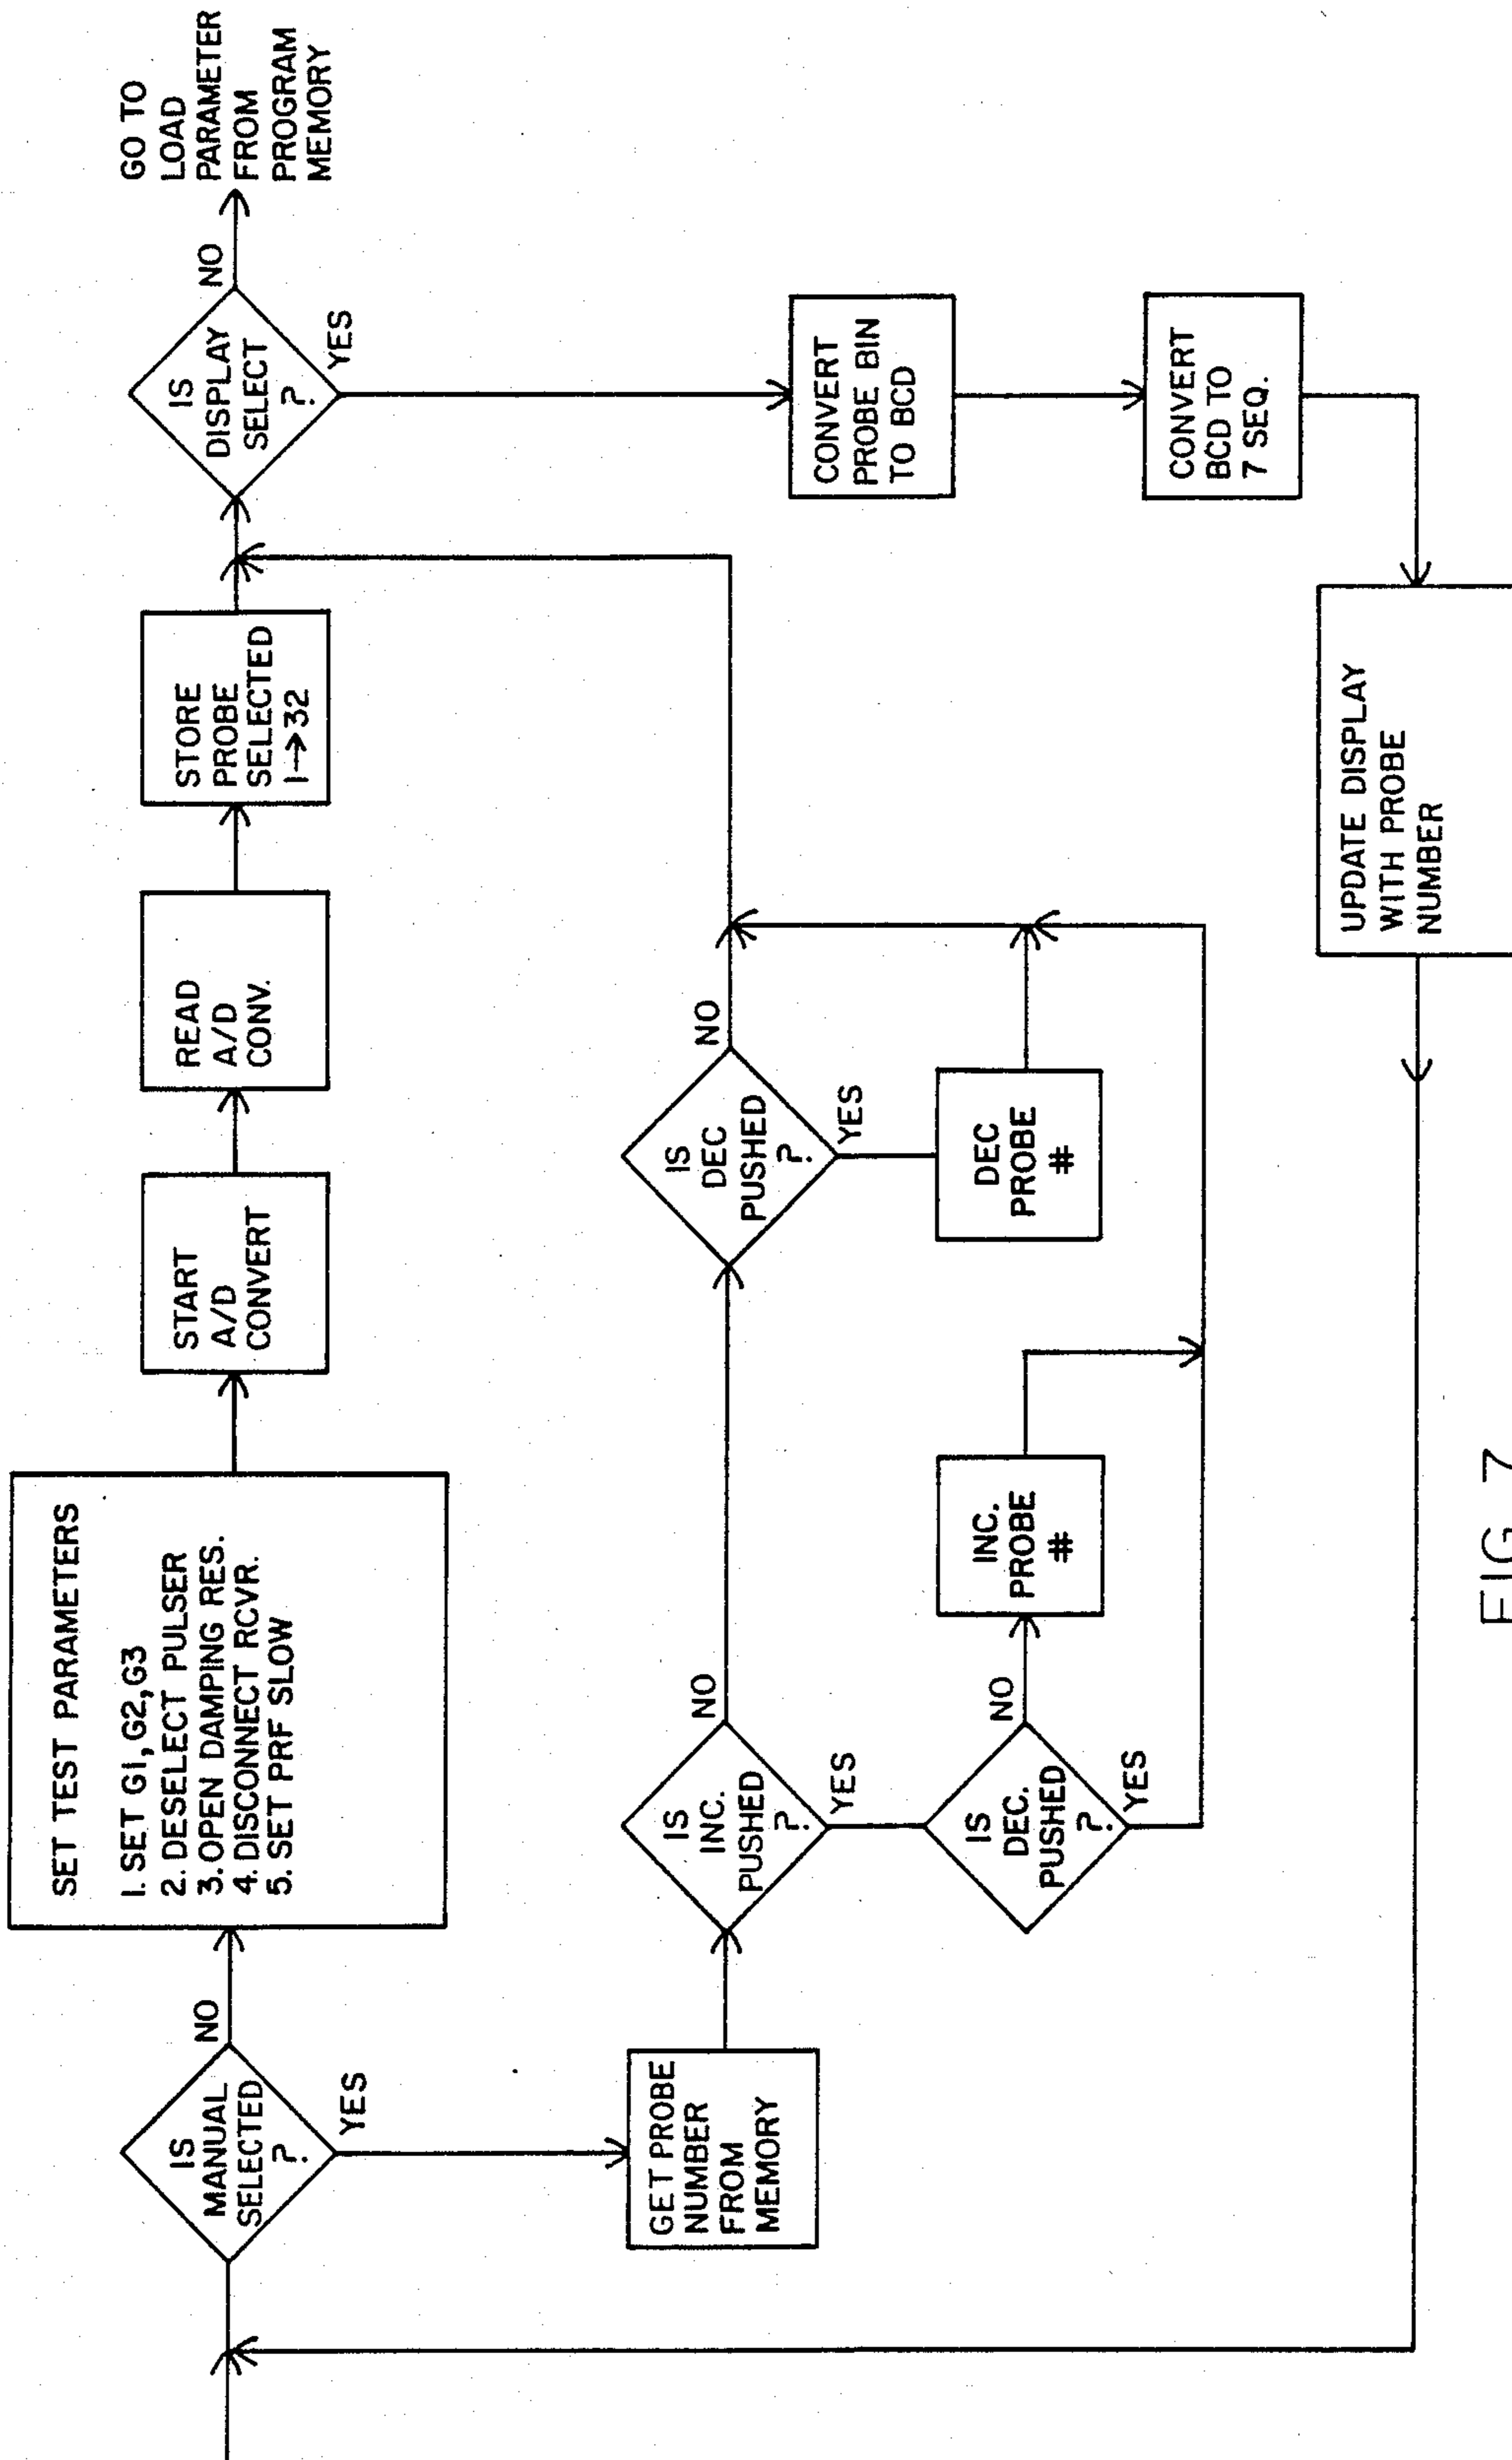 IS
MANUAL
SELECTED
?
NO
YES
SET TEST PARAMETERS
1. SET G1, G2, G3
2. DESELECT PULSER
3. OPEN DAMPING RES.
4. DISCONNECT RCVR.
5. SET PRF SLOW
START
A/D
CONVERT
READ
A/D
CONV.
STORE
PROBE
SELECTED
1→32
IS
DISPLAY
SELECT
?
NO
YES
GO TO
LOAD
PARAMETER
FROM
PROGRAM
MEMORY
GET PROBE
NUMBER
FROM
MEMORY
IS
INC.
PUSHED
?
NO
YES
IS
DEC
PUSHED
?
NO
YES
IS
DEC.
PUSHED
?
NO
YES
INC.
PROBE
#
DEC
PROBE
#
CONVERT
PROBE BIN
TO BCD
CONVERT
BCD TO
7 SEQ.
UPDATE DISPLAY
WITH PROBE
NUMBER
FIG. 7